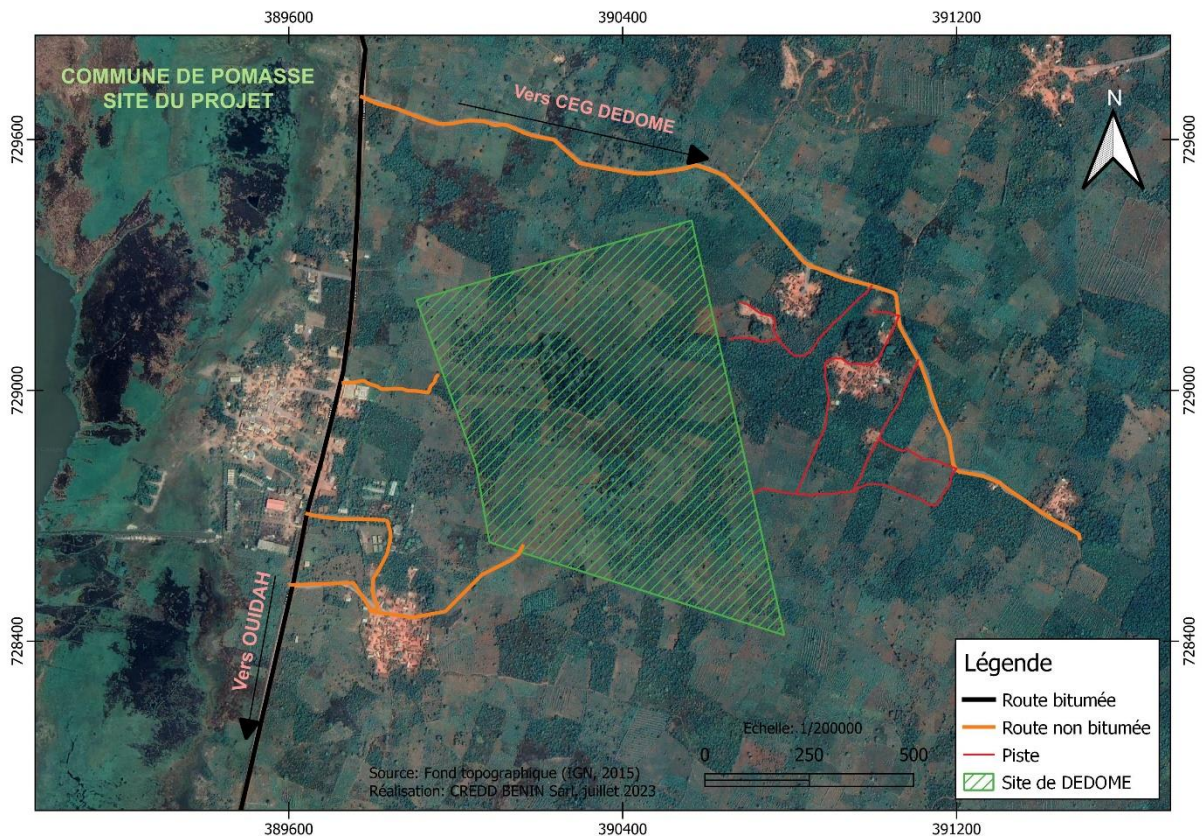 389600
390400
391200
COMMUNE DE POMASSE
SITE DU PROJET
Vers CEG DEDOME
N
729600
729600
729000
729000
Vers OUIDAH
728400
728400
Légende
Route bitumée
Route non bitumée
Piste
Site de DEDOME
Echelle: 1/200000
0 250 500
Source: Fond topographique (IGN, 2015)
Réalisation: CREDD BENIN Sarl, juillet 2023
389600
390400
391200